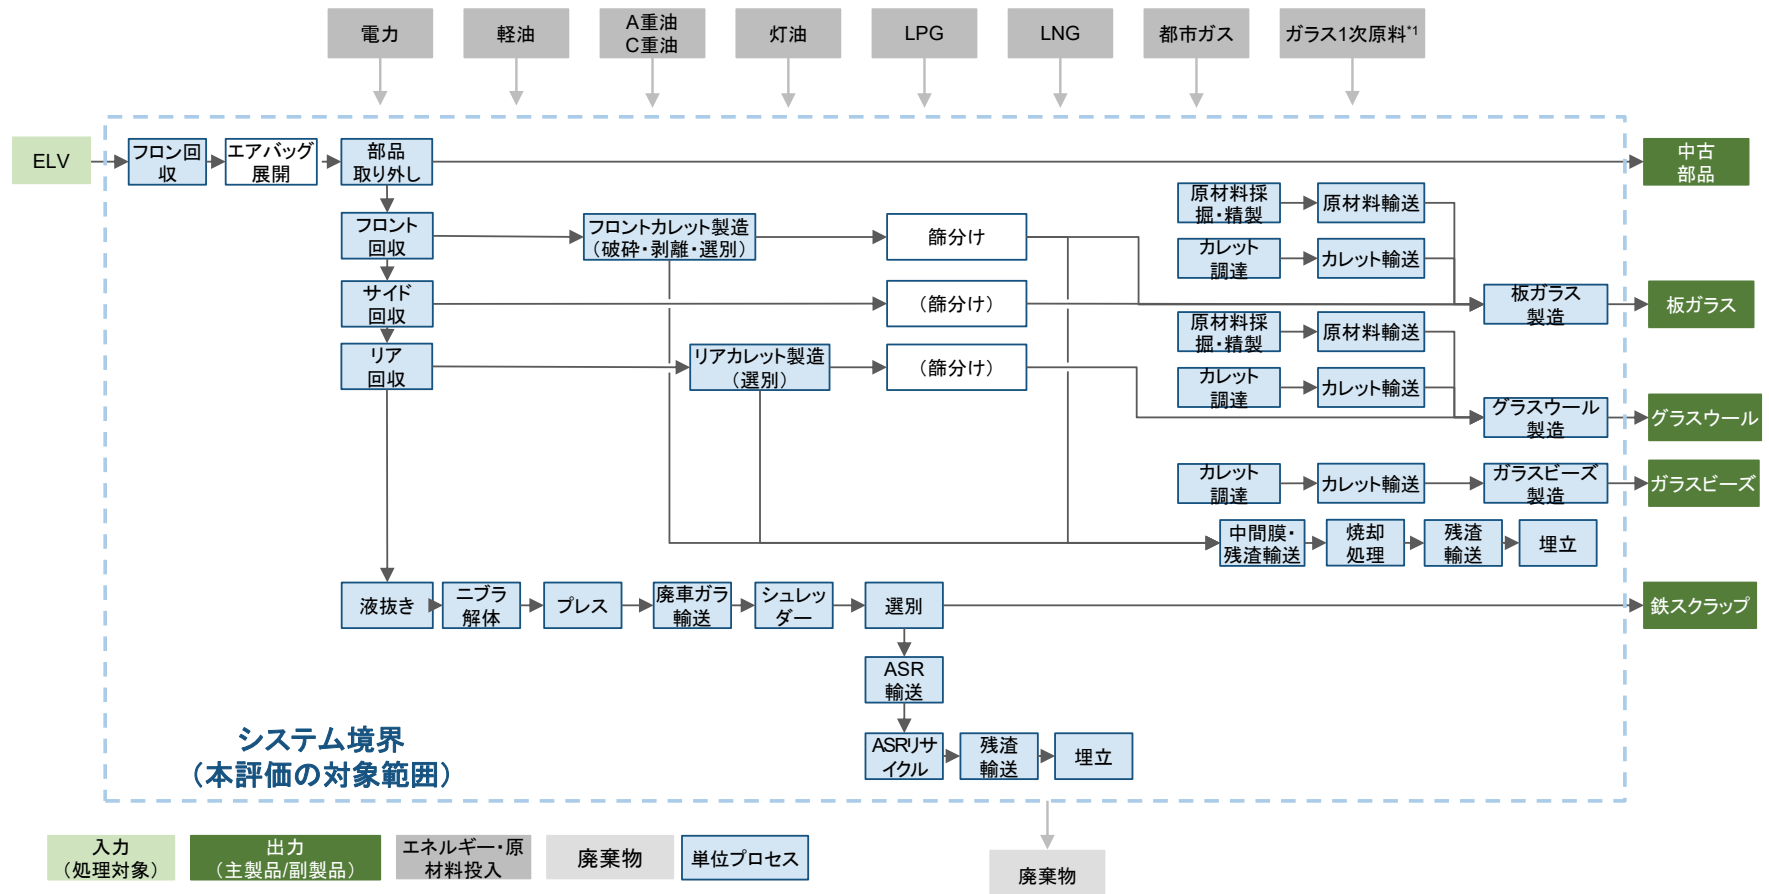 電力
軽油
A重油
C重油
灯油
LPG
LNG
都市ガス
ガラス1次原料*1
ELV
フロン回
収
エアバッグ
展開
部品
取り外し
中古
部品
フロント
回収
フロントカレット製造
（破砕・剥離・選別）
篩分け
原材料採
掘・精製
原材料輸送
カレット
調達
カレット輸送
サイド
回収
（篩分け）
板ガラス
製造
板ガラス
原材料採
掘・精製
原材料輸送
リア
回収
リアカレット製造
（選別）
（篩分け）
カレット
調達
カレット輸送
グラスウール
製造
グラスウール
カレット
調達
カレット輸送
ガラスビーズ
製造
ガラスビーズ
中間膜・
残渣輸送
焼却
処理
残渣
輸送
埋立
液抜き
ニブラ
解体
プレス
廃車ガラ
輸送
シュレッ
ダー
選別
鉄スクラップ
ASR
輸送
ASRリサ
イクル
残渣
輸送
埋立
システム境界
（本評価の対象範囲）
入力
（処理対象）
出力
（主製品/副製品）
エネルギー・原
材料投入
廃棄物
単位プロセス
廃棄物